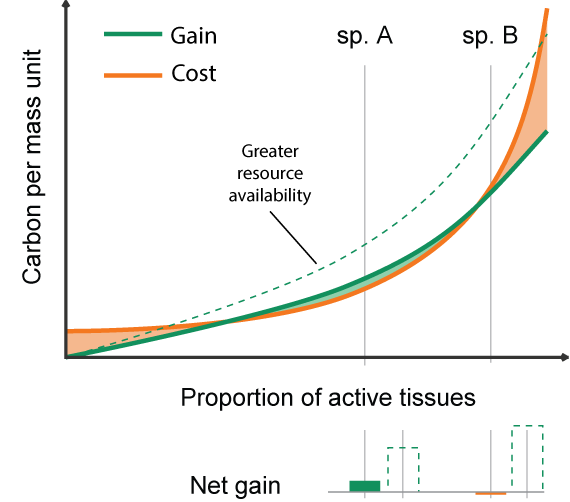 Gain
Cost
sp. A
sp. B
Greater
resource
availability
Carbon per mass unit
Proportion of active tissues
Net gain